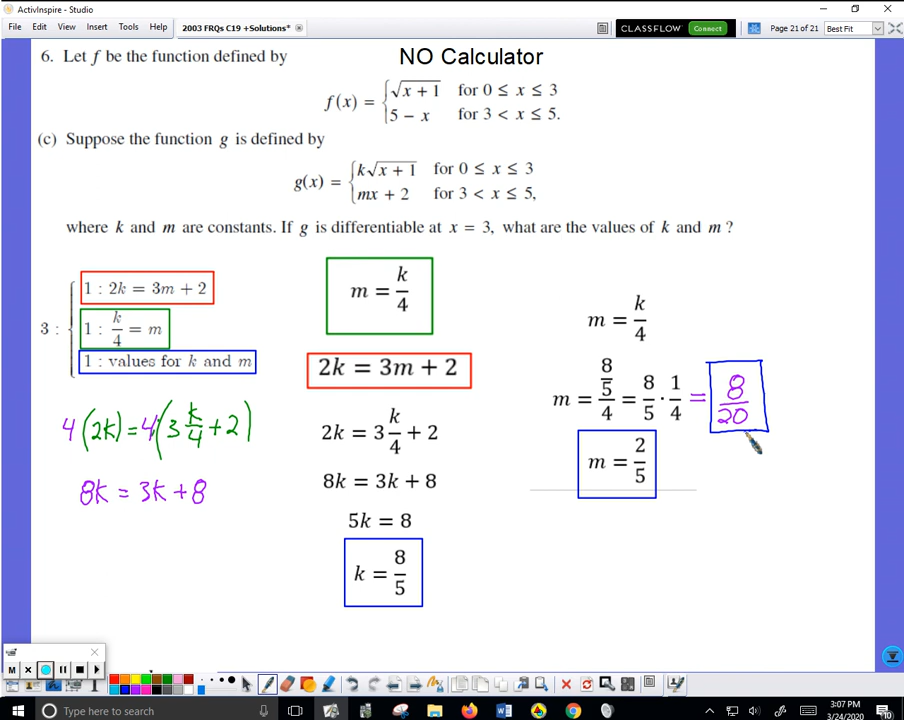 ActivInspire - Studio
File Edit View Insert Tools Help 2003 FRQs C19 +Solutions* CLASSFLOW Connect Page 21 of 21 Best Fit
6. Let f be the function defined by NO Calculator
f(x) = { √(x + 1) for 0 ≤ x ≤ 3
5 − x for 3 < x ≤ 5.
(c) Suppose the function g is defined by
g(x) = { k√(x + 1) for 0 ≤ x ≤ 3
mx + 2 for 3 < x ≤ 5,
where k and m are constants. If g is differentiable at x = 3, what are the values of k and m ?
3 : { 1 : 2k = 3m + 2
1 : k/4 = m
1 : values for k and m
4(2k) = 4(3 k/4 + 2)
8k = 3k + 8
m = k/4
2k = 3m + 2
2k = 3 k/4 + 2
8k = 3k + 8
5k = 8
k = 8/5
m = k/4
m = (8/5)/4 = 8/5 · 1/4 = 8/20
m = 2/5
Type here to search
3:07 PM
3/24/2020